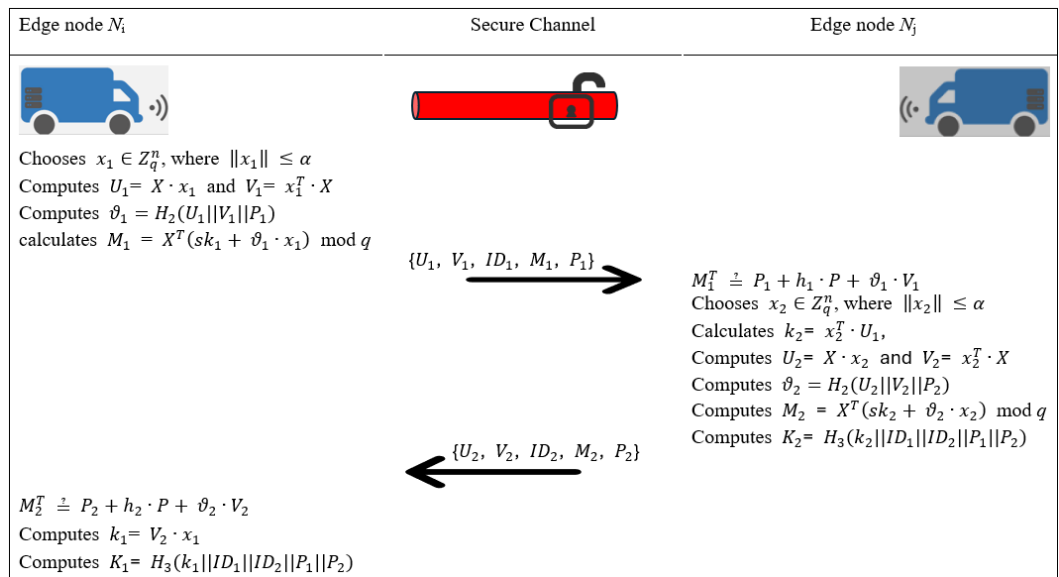 Edge node N_i
Secure Channel
Edge node N_j
Chooses x_1 ∈ Z_q^n, where ‖x_1‖ ≤ α
Computes U_1= X · x_1 and V_1= x_1^T · X
Computes ϑ_1 = H_2(U_1||V_1||P_1)
calculates M_1 = X^T(sk_1 + ϑ_1 · x_1) mod q
{U_1, V_1, ID_1, M_1, P_1}
M_1^T ≟ P_1 + h_1 · P + ϑ_1 · V_1
Chooses x_2 ∈ Z_q^n, where ‖x_2‖ ≤ α
Calculates k_2= x_2^T · U_1,
Computes U_2= X · x_2 and V_2= x_2^T · X
Computes ϑ_2 = H_2(U_2||V_2||P_2)
Computes M_2 = X^T(sk_2 + ϑ_2 · x_2) mod q
Computes K_2= H_3(k_2||ID_1||ID_2||P_1||P_2)
{U_2, V_2, ID_2, M_2, P_2}
M_2^T ≟ P_2 + h_2 · P + ϑ_2 · V_2
Computes k_1= V_2 · x_1
Computes K_1= H_3(k_1||ID_1||ID_2||P_1||P_2)